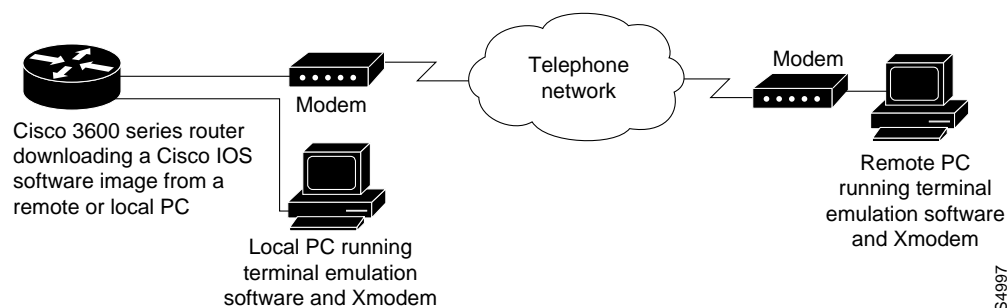 Modem
Telephone
network
Modem
Cisco 3600 series router
downloading a Cisco IOS
software image from a
remote or local PC
Local PC running
terminal emulation
software and Xmodem
Remote PC
running terminal
emulation software
and Xmodem
S4997